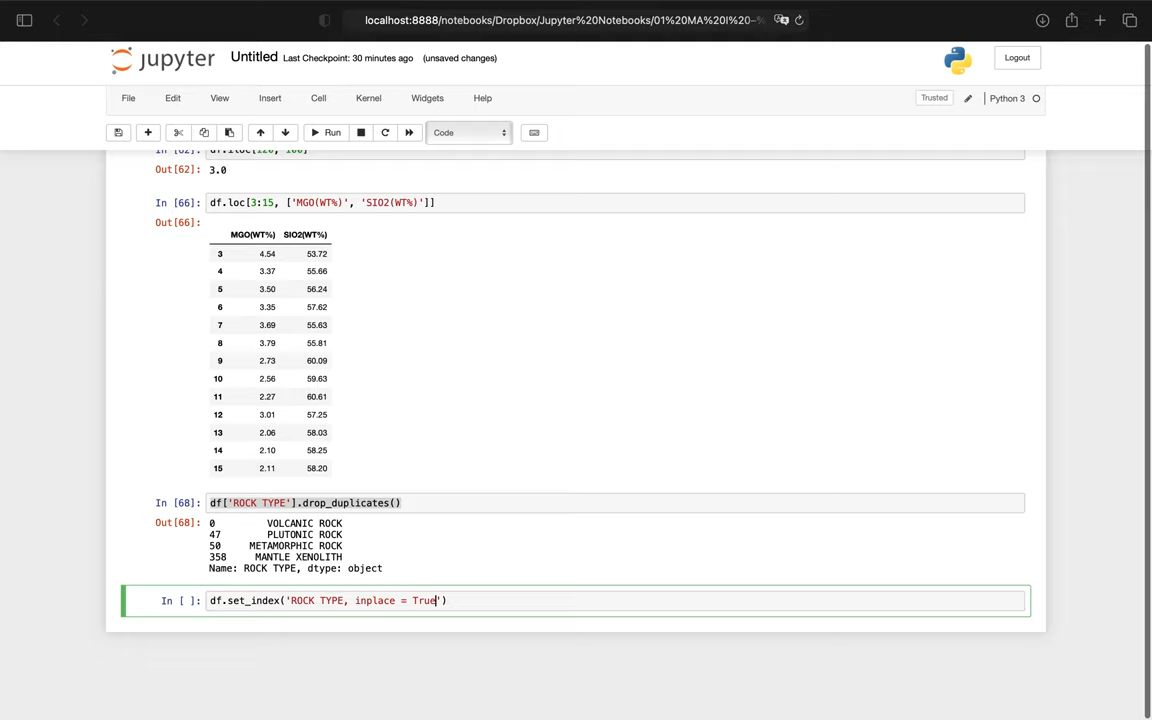 localhost:8888/notebooks/Dropbox/Jupyter%20Notebooks/01%20MA%20I%20–%
jupyter Untitled Last Checkpoint: 30 minutes ago (unsaved changes) Logout
File Edit View Insert Cell Kernel Widgets Help Trusted Python 3
Run Code
Out[62]: 3.0
In [66]: df.loc[3:15, ['MGO(WT%)', 'SIO2(WT%)']]
Out[66]:
MGO(WT%) SIO2(WT%)
3 4.54 53.72
4 3.37 55.66
5 3.50 56.24
6 3.35 57.62
7 3.69 55.63
8 3.79 55.81
9 2.73 60.09
10 2.56 59.63
11 2.27 60.61
12 3.01 57.25
13 2.06 58.03
14 2.10 58.25
15 2.11 58.20
In [68]: df['ROCK TYPE'].drop_duplicates()
Out[68]: 0 VOLCANIC ROCK
47 PLUTONIC ROCK
50 METAMORPHIC ROCK
358 MANTLE XENOLITH
Name: ROCK TYPE, dtype: object
In [ ]: df.set_index('ROCK TYPE, inplace = True')